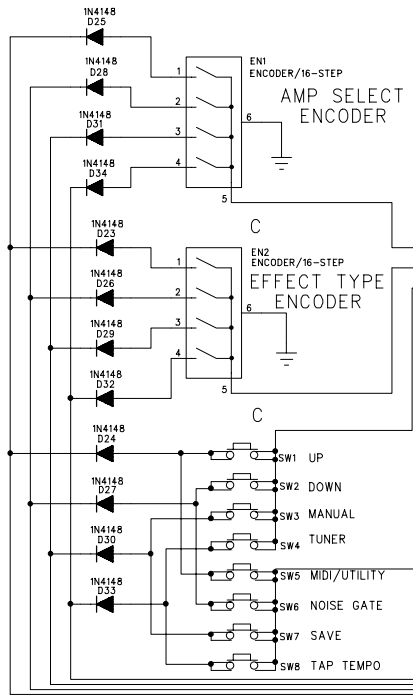 1N4148
D25
1N4148
D28
1N4148
D31
1N4148
D34
EN1
ENCODER/16-STEP
AMP SELECT
ENCODER
1
2
3
4
6
5
C
1N4148
D23
1N4148
D26
1N4148
D29
1N4148
D32
EN2
ENCODER/16-STEP
EFFECT TYPE
ENCODER
1
2
3
4
6
5
C
1N4148
D24
1N4148
D27
1N4148
D30
1N4148
D33
SW1 UP
SW2 DOWN
SW3 MANUAL
SW4 TUNER
SW5 MIDI/UTILITY
SW6 NOISE GATE
SW7 SAVE
SW8 TAP TEMPO